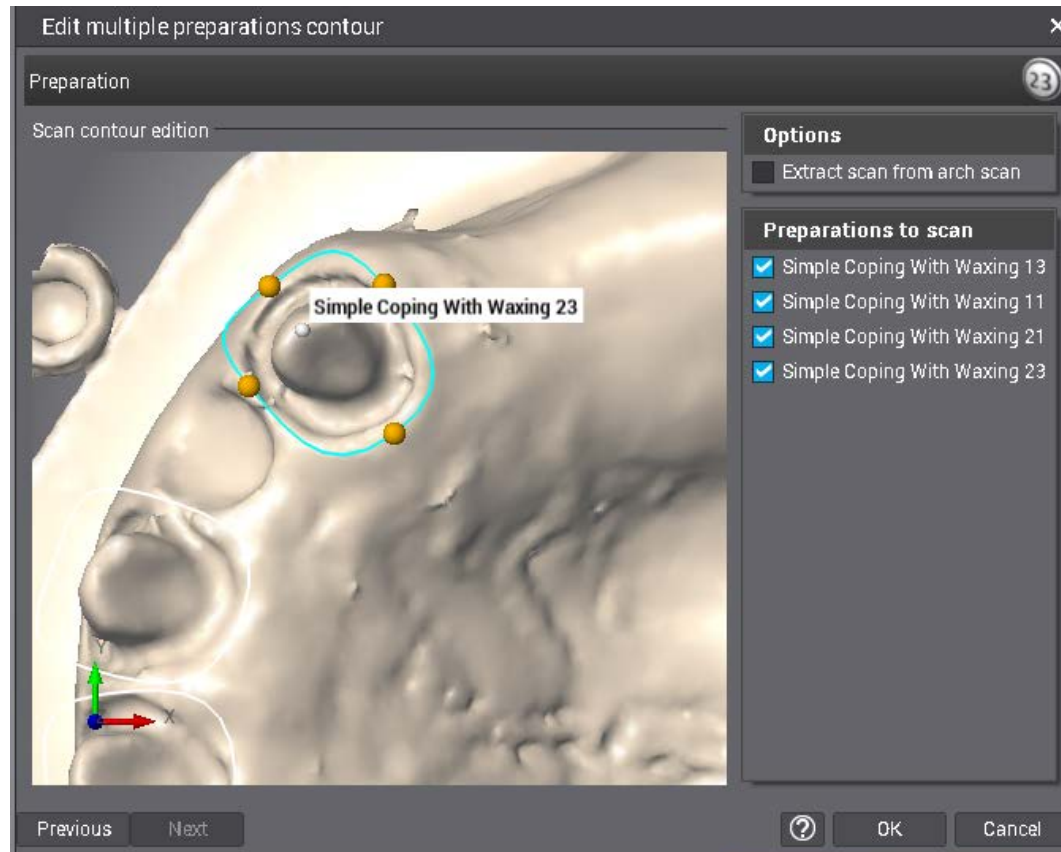 Edit multiple preparations contour
Preparation
23
Scan contour edition
Simple Coping With Waxing 23
Y
X
Options
Extract scan from arch scan
Preparations to scan
Simple Coping With Waxing 13
Simple Coping With Waxing 11
Simple Coping With Waxing 21
Simple Coping With Waxing 23
Previous
Next
?
OK
Cancel